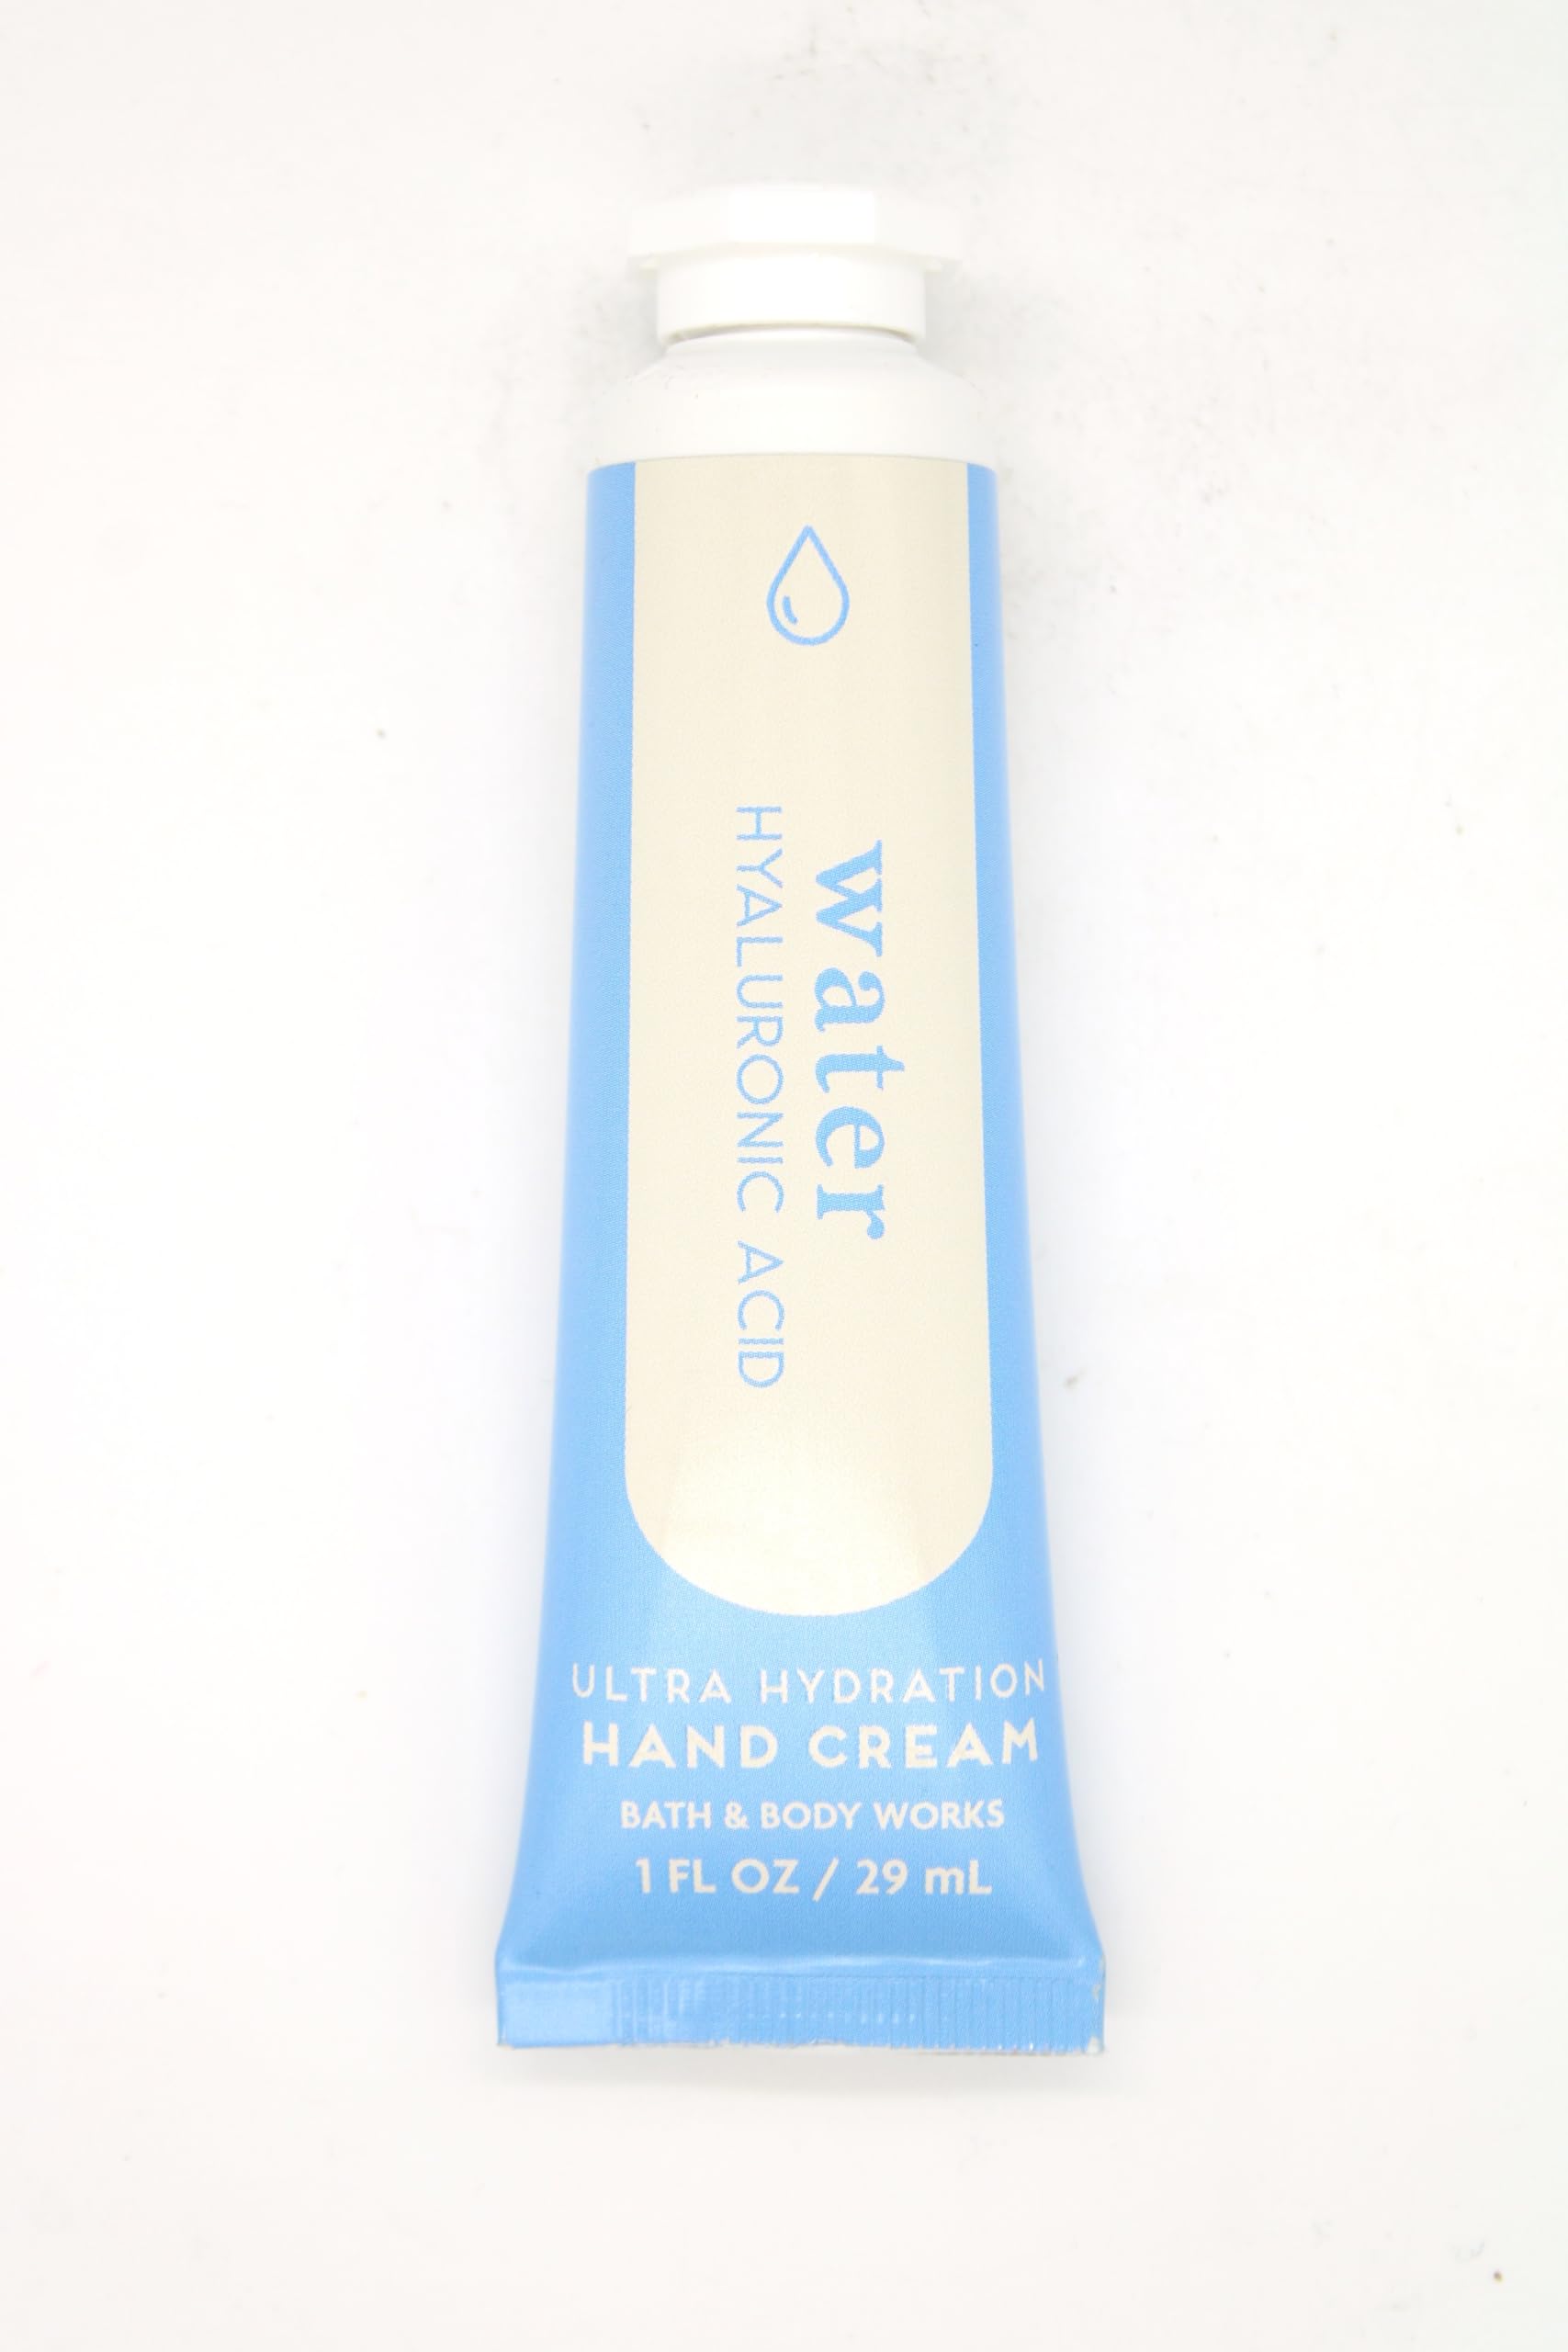 water
HYALURONIC ACID
ULTRA HYDRATION
HAND CREAM
BATH & BODY WORKS
1 FL OZ / 29 mL